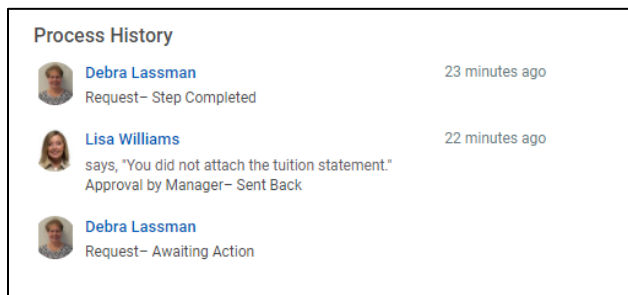 Process History
Debra Lassman 23 minutes ago
Request– Step Completed
Lisa Williams 22 minutes ago
says, "You did not attach the tuition statement."
Approval by Manager– Sent Back
Debra Lassman
Request– Awaiting Action